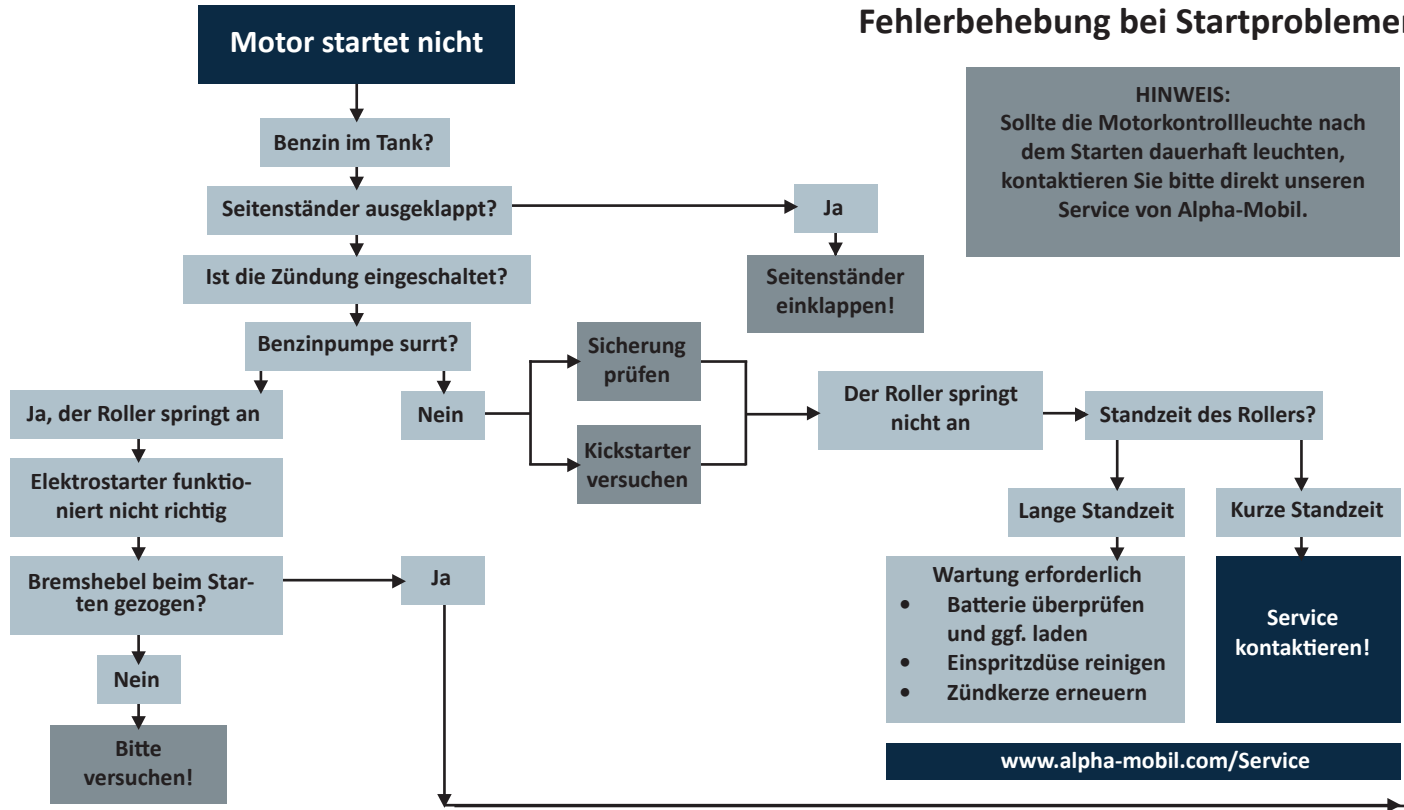 Fehlerbehebung bei Startproblemen
Motor startet nicht
HINWEIS:
Sollte die Motorkontrollleuchte nach
dem Starten dauerhaft leuchten,
kontaktieren Sie bitte direkt unseren
Service von Alpha-Mobil.
Benzin im Tank?
Seitenständer ausgeklappt?
Ja
Ist die Zündung eingeschaltet?
Seitenständer
einklappen!
Benzinpumpe surrt?
Sicherung
prüfen
Ja, der Roller springt an
Nein
Der Roller springt
nicht an
Standzeit des Rollers?
Kickstarter
versuchen
Elektrostarter funktio-
niert nicht richtig
Lange Standzeit
Kurze Standzeit
Bremshebel beim Star-
ten gezogen?
Ja
Wartung erforderlich
• Batterie überprüfen
und ggf. laden
• Einspritzdüse reinigen
• Zündkerze erneuern
Service
kontaktieren!
Nein
Bitte
versuchen!
www.alpha-mobil.com/Service